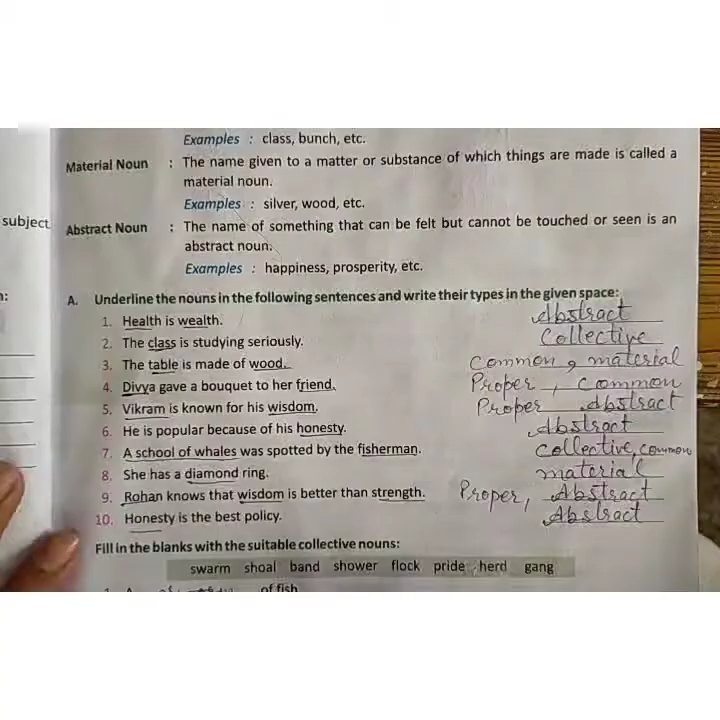 Examples : class, bunch, etc.
Material Noun : The name given to a matter or substance of which things are made is called a
material noun.
Examples : silver, wood, etc.
subject
Abstract Noun : The name of something that can be felt but cannot be touched or seen is an
abstract noun.
Examples : happiness, prosperity, etc.
A. Underline the nouns in the following sentences and write their types in the given space:
1. Health is wealth. Abstract
2. The class is studying seriously. Collective
3. The table is made of wood. Common, material
4. Divya gave a bouquet to her friend. Proper, Common
5. Vikram is known for his wisdom. Proper Abstract
6. He is popular because of his honesty. Abstract
7. A school of whales was spotted by the fisherman. Collective, common
8. She has a diamond ring. material
9. Rohan knows that wisdom is better than strength. Proper, Abstract
10. Honesty is the best policy. Abstract
Fill in the blanks with the suitable collective nouns:
swarm shoal band shower flock pride herd gang
of fish